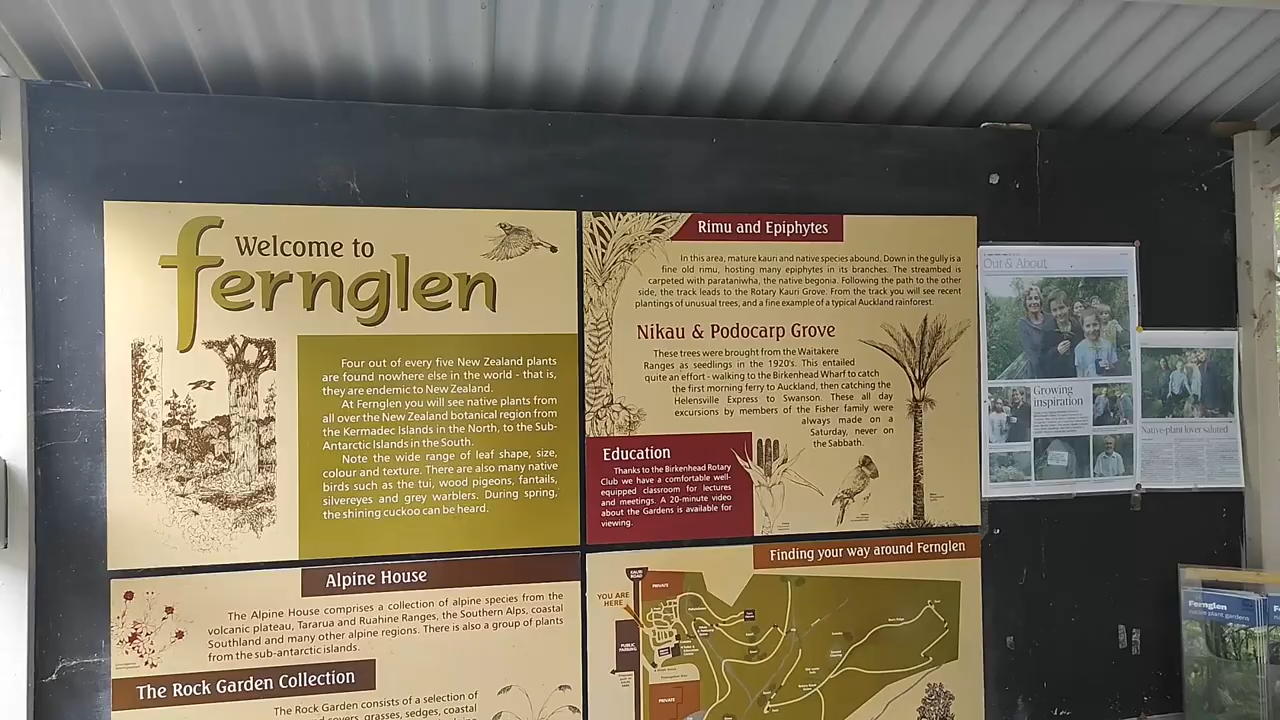 Welcome to
fernglen
Four out of every five New Zealand plants
are found nowhere else in the world - that is,
they are endemic to New Zealand.
At Fernglen you will see native plants from
all over the New Zealand botanical region from
the Kermadec Islands in the North, to the Sub-
Antarctic Islands in the South.
Note the wide range of leaf shape, size,
colour and texture. There are also many native
birds such as the tui, wood pigeons, fantails,
silvereyes and grey warblers. During spring,
the shining cuckoo can be heard.
Rimu and Epiphytes
In this area, mature kauri and native species abound. Down in the gully is a
fine old rimu, hosting many epiphytes in its branches. The streambed is
carpeted with parataniwha, the native begonia. Following the path to the other
side, the track leads to the Rotary Kauri Grove. From the track you will see recent
plantings of unusual trees, and a fine example of a typical Auckland rainforest.
Nikau & Podocarp Grove
These trees were brought from the Waitakere
Ranges as seedlings in the 1920's. This entailed
quite an effort - walking to the Birkenhead Wharf to catch
the first morning ferry to Auckland, then catching the
Helensville Express to Swanson. These all day
excursions by members of the Fisher family were
always made on a
Saturday, never on
the Sabbath.
Education
Thanks to the Birkenhead Rotary
Club we have a comfortable well-
equipped classroom for lectures
and meetings. A 20-minute video
about the Gardens is available for
viewing.
Out & About
Growing
inspiration
Native-plant lover saluted
Alpine House
The Alpine House comprises a collection of alpine species from the
volcanic plateau, Tararua and Ruahine Ranges, the Southern Alps, coastal
Southland and many other alpine regions. There is also a group of plants
from the sub-antarctic islands.
The Rock Garden Collection
The Rock Garden consists of a selection of
covers, grasses, sedges, coastal
Finding your way around Fernglen
KAURI
ROAD
PRIVATE
YOU ARE
HERE
PUBLIC
PARKING
PRIVATE
Fernglen
native plant gardens